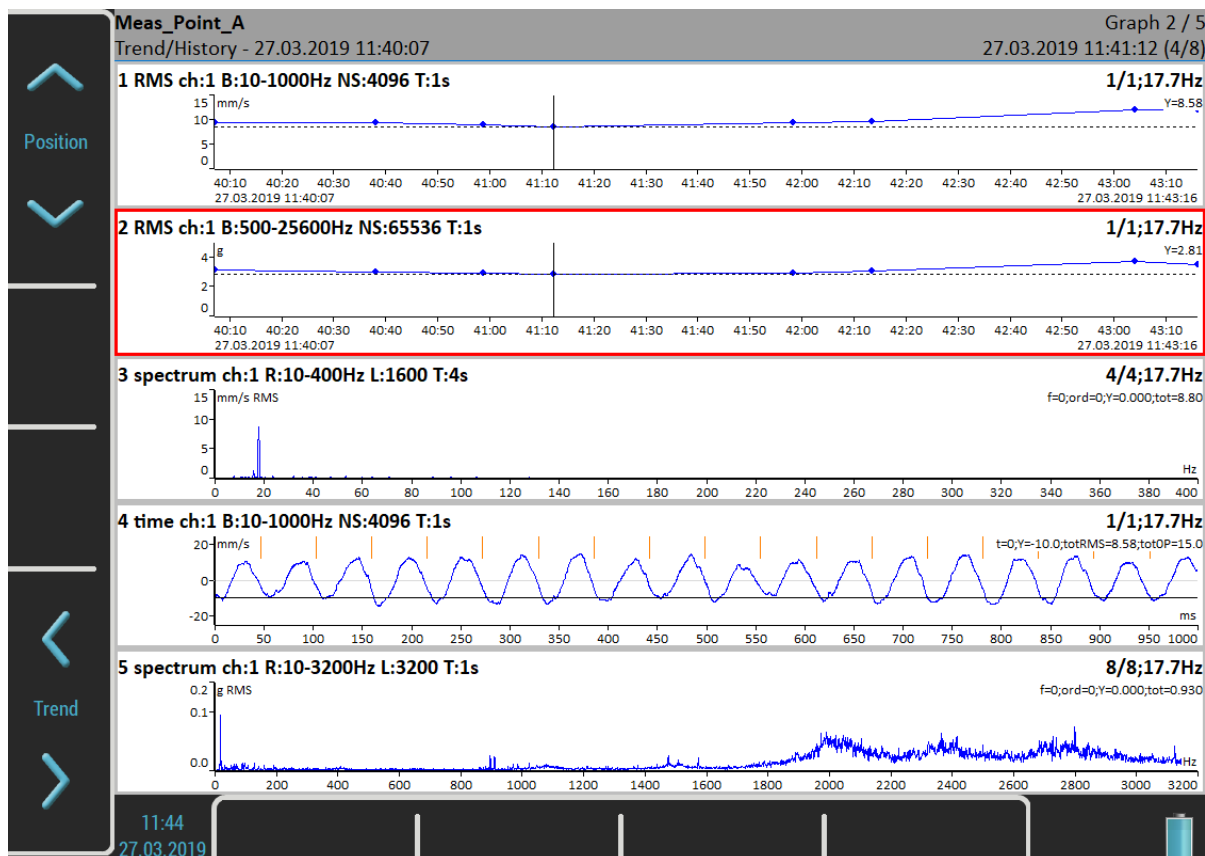 Meas_Point_A Graph 2 / 5
Trend/History - 27.03.2019 11:40:07 27.03.2019 11:41:12 (4/8)
Position
Trend
1 RMS ch:1 B:10-1000Hz NS:4096 T:1s 1/1;17.7Hz
15 mm/s Y=8.58
10
5
0
40:10 40:20 40:30 40:40 40:50 41:00 41:10 41:20 41:30 41:40 41:50 42:00 42:10 42:20 42:30 42:40 42:50 43:00 43:10
27.03.2019 11:40:07 27.03.2019 11:43:16
2 RMS ch:1 B:500-25600Hz NS:65536 T:1s 1/1;17.7Hz
g Y=2.81
4
2
0
40:10 40:20 40:30 40:40 40:50 41:00 41:10 41:20 41:30 41:40 41:50 42:00 42:10 42:20 42:30 42:40 42:50 43:00 43:10
27.03.2019 11:40:07 27.03.2019 11:43:16
3 spectrum ch:1 R:10-400Hz L:1600 T:4s 4/4;17.7Hz
15 mm/s RMS f=0;ord=0;Y=0.000;tot=8.80
10
5
0 Hz
0 20 40 60 80 100 120 140 160 180 200 220 240 260 280 300 320 340 360 380 400
4 time ch:1 B:10-1000Hz NS:4096 T:1s 1/1;17.7Hz
20 mm/s t=0;Y=-10.0;totRMS=8.58;tot0P=15.0
0
-20 ms
0 50 100 150 200 250 300 350 400 450 500 550 600 650 700 750 800 850 900 950 1000
5 spectrum ch:1 R:10-3200Hz L:3200 T:1s 8/8;17.7Hz
0.2 g RMS f=0;ord=0;Y=0.000;tot=0.930
0.1
0.0 Hz
0 200 400 600 800 1000 1200 1400 1600 1800 2000 2200 2400 2600 2800 3000 3200
11:44
27.03.2019